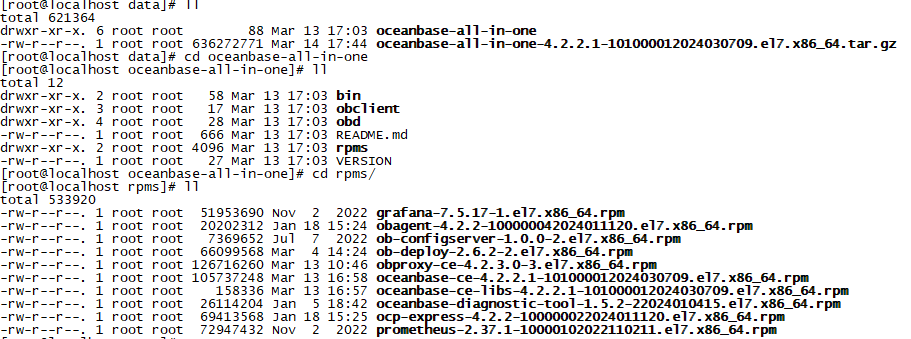 [root@localhost data]# ll
total 621364
drwxr-xr-x. 6 root root        88 Mar 13 17:03 oceanbase-all-in-one
-rw-r--r--. 1 root root 636272771 Mar 14 17:44 oceanbase-all-in-one-4.2.2.1-101000012024030709.el7.x86_64.tar.gz
[root@localhost data]# cd oceanbase-all-in-one
[root@localhost oceanbase-all-in-one]# ll
total 12
drwxr-xr-x. 2 root root   58 Mar 13 17:03 bin
drwxr-xr-x. 3 root root   17 Mar 13 17:03 obclient
drwxr-xr-x. 4 root root   28 Mar 13 17:03 obd
-rw-r--r--. 1 root root  666 Mar 13 17:03 README.md
drwxr-xr-x. 2 root root 4096 Mar 13 17:03 rpms
-rw-r--r--. 1 root root   27 Mar 13 17:03 VERSION
[root@localhost oceanbase-all-in-one]# cd rpms/
[root@localhost rpms]# ll
total 533920
-rw-r--r--. 1 root root  51953690 Nov  2  2022 grafana-7.5.17-1.el7.x86_64.rpm
-rw-r--r--. 1 root root  20202312 Jan 18 15:24 obagent-4.2.2-100000042024011120.el7.x86_64.rpm
-rw-r--r--. 1 root root   7369652 Jul  7  2022 ob-configserver-1.0.0-2.el7.x86_64.rpm
-rw-r--r--. 1 root root  66099568 Mar  4 14:24 ob-deploy-2.6.2-2.el7.x86_64.rpm
-rw-r--r--. 1 root root 126716260 Mar 13 10:46 obproxy-ce-4.2.3.0-3.el7.x86_64.rpm
-rw-r--r--. 1 root root 105737248 Mar 13 16:58 oceanbase-ce-4.2.2.1-101000012024030709.el7.x86_64.rpm
-rw-r--r--. 1 root root    158336 Mar 13 16:57 oceanbase-ce-libs-4.2.2.1-101000012024030709.el7.x86_64.rpm
-rw-r--r--. 1 root root  26114204 Jan  5 18:42 oceanbase-diagnostic-tool-1.5.2-22024010415.el7.x86_64.rpm
-rw-r--r--. 1 root root  69413568 Jan 18 15:25 ocp-express-4.2.2-100000022024011120.el7.x86_64.rpm
-rw-r--r--. 1 root root  72947432 Nov  2  2022 prometheus-2.37.1-10000102022110211.el7.x86_64.rpm